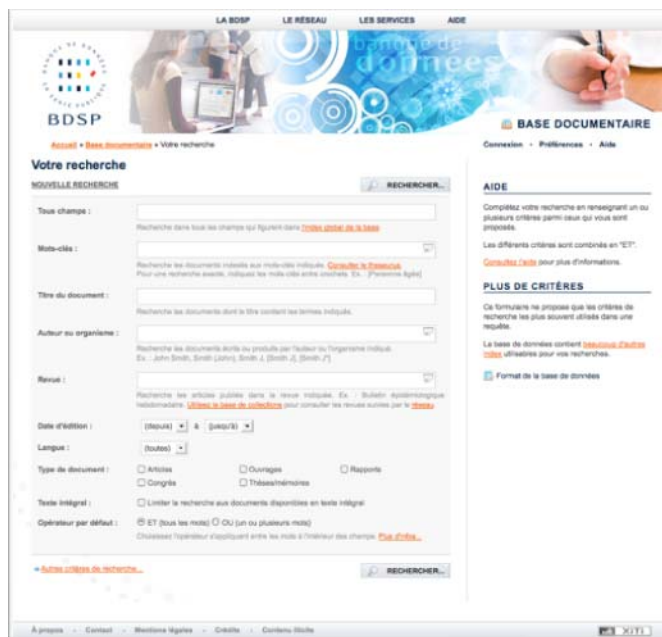 LA BDSP LE RÉSEAU LES SERVICES AIDE
BANQUE DE DONNÉES
SANTÉ PUBLIQUE
BDSP
banque de
données
BASE DOCUMENTAIRE
Accueil » Base documentaire » Votre recherche
Connexion • Préférences • Aide
Votre recherche
NOUVELLE RECHERCHE
RECHERCHER...
Tous champs :
Recherche dans tous les champs qui figurent dans l'index global de la base.
Mots-clés :
Recherche les documents indexés aux mots-clés indiqués. Consulter le thesaurus.
Pour une recherche exacte, indiquez les mots clés entre crochets. Ex. : [Personne âgée]
Titre du document :
Recherche les documents dont le titre contient les termes indiqués.
Auteur ou organisme :
Recherche les documents écrits ou produits par l'auteur ou l'organisme indiqué.
Ex. : John Smith, Smith (John), Smith J, [Smith J], [Smith J*]
Revue :
Recherche les articles publiés dans la revue indiquée. Ex. : Bulletin épidémiologique
hebdomadaire. Utilisez la base de collections pour consulter les revues suivies par le réseau.
Date d'édition : (depuis) à (jusqu'à)
Langue : (toutes)
Type de document : Articles Ouvrages Rapports
Congrès Thèses/mémoires
Texte intégral : Limiter la recherche aux documents disponibles en texte intégral
Opérateur par défaut : ET (tous les mots) OU (un ou plusieurs mots)
Choisissez l'opérateur s'appliquant entre les mots à l'intérieur des champs. Plus d'infos...
Autres critères de recherche...
RECHERCHER...
AIDE
Complétez votre recherche en renseignant un ou
plusieurs critères parmi ceux qui vous sont
proposés.
Les différents critères sont combinés en "ET".
Consultez l'aide pour plus d'informations.
PLUS DE CRITÈRES
Ce formulaire ne propose que les critères de
recherche les plus souvent utilisés dans une
requête.
La base de données contient beaucoup d'autres
index utilisables pour vos recherches.
Format de la base de données
À propos • Contact • Mentions légales • Crédits • Contenu illicite
XiTi